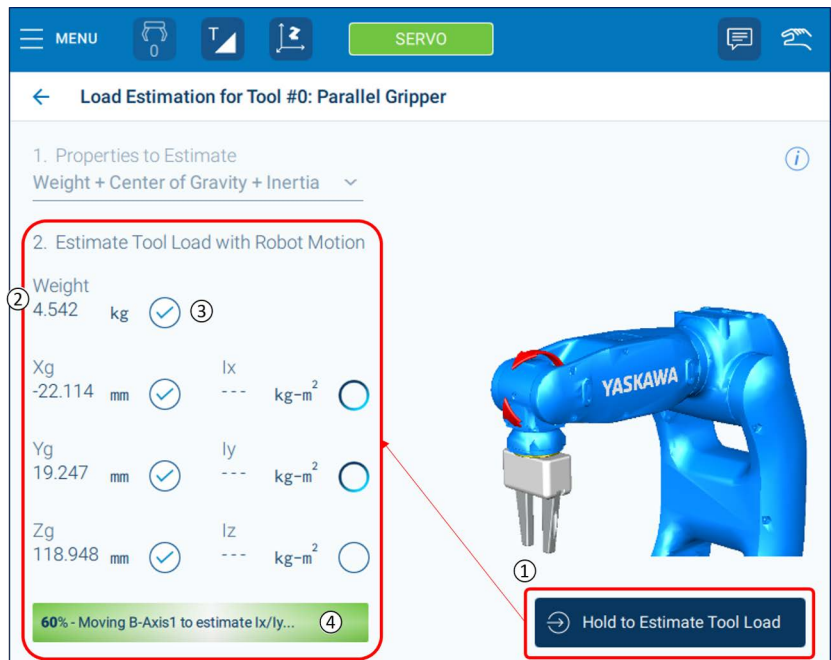 MENU
0
T
SERVO
Load Estimation for Tool #0: Parallel Gripper
1. Properties to Estimate
Weight + Center of Gravity + Inertia
i
2. Estimate Tool Load with Robot Motion
②
Weight
4.542 kg ③
Xg Ix
-22.114 mm --- kg-m²
YASKAWA
Yg Iy
19.247 mm --- kg-m²
Zg Iz
118.948 mm --- kg-m²
①
60% - Moving B-Axis1 to estimate Ix/Iy... ④
Hold to Estimate Tool Load